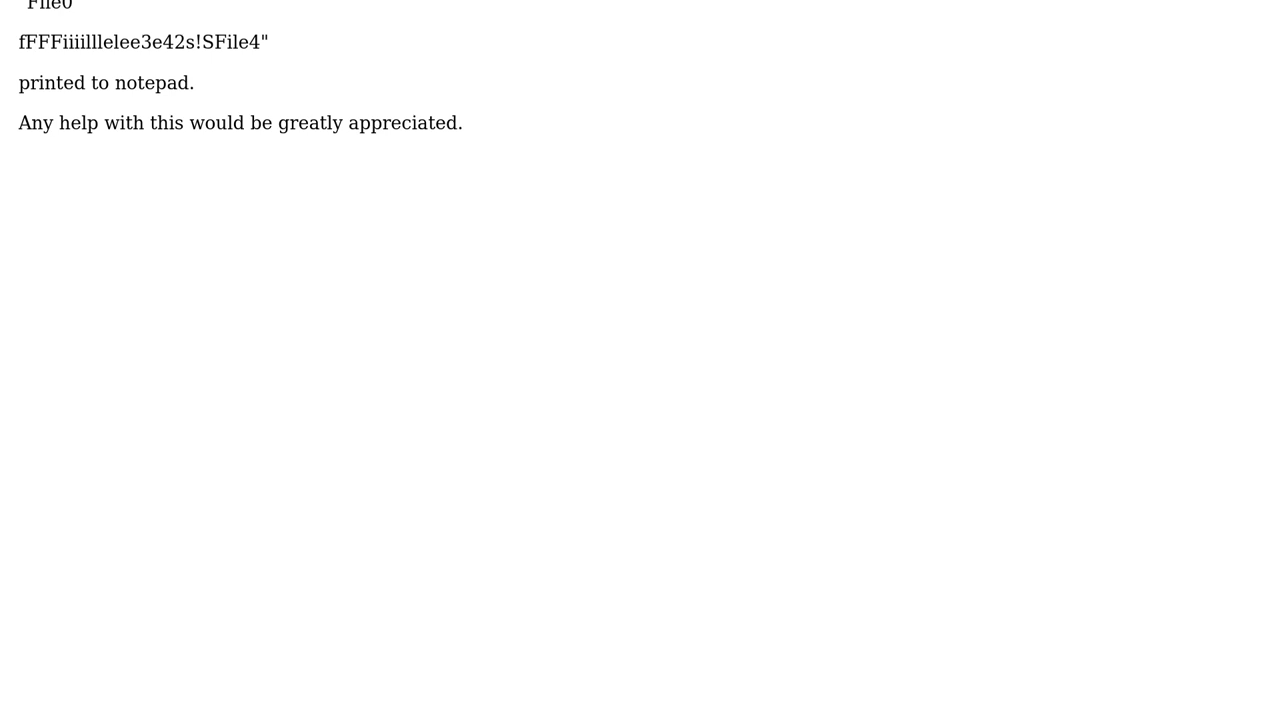 "File0
fFFFiiiilllelee3e42s!SFile4"
printed to notepad.
Any help with this would be greatly appreciated.